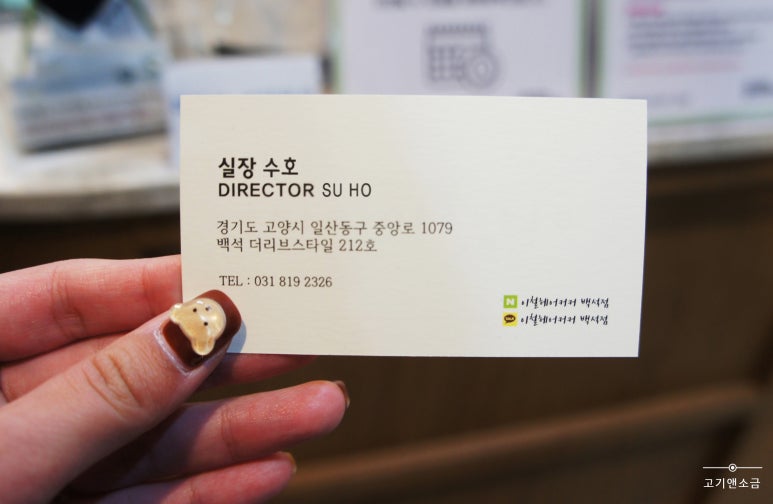 실장 수호
DIRECTOR SU HO
경기도 고양시 일산동구 중앙로 1079
백석 더리브스타일 212호
TEL : 031 819 2326
N 이철헤어커커 백석점
TALK 이철헤어커커 백석점
고기앤소금